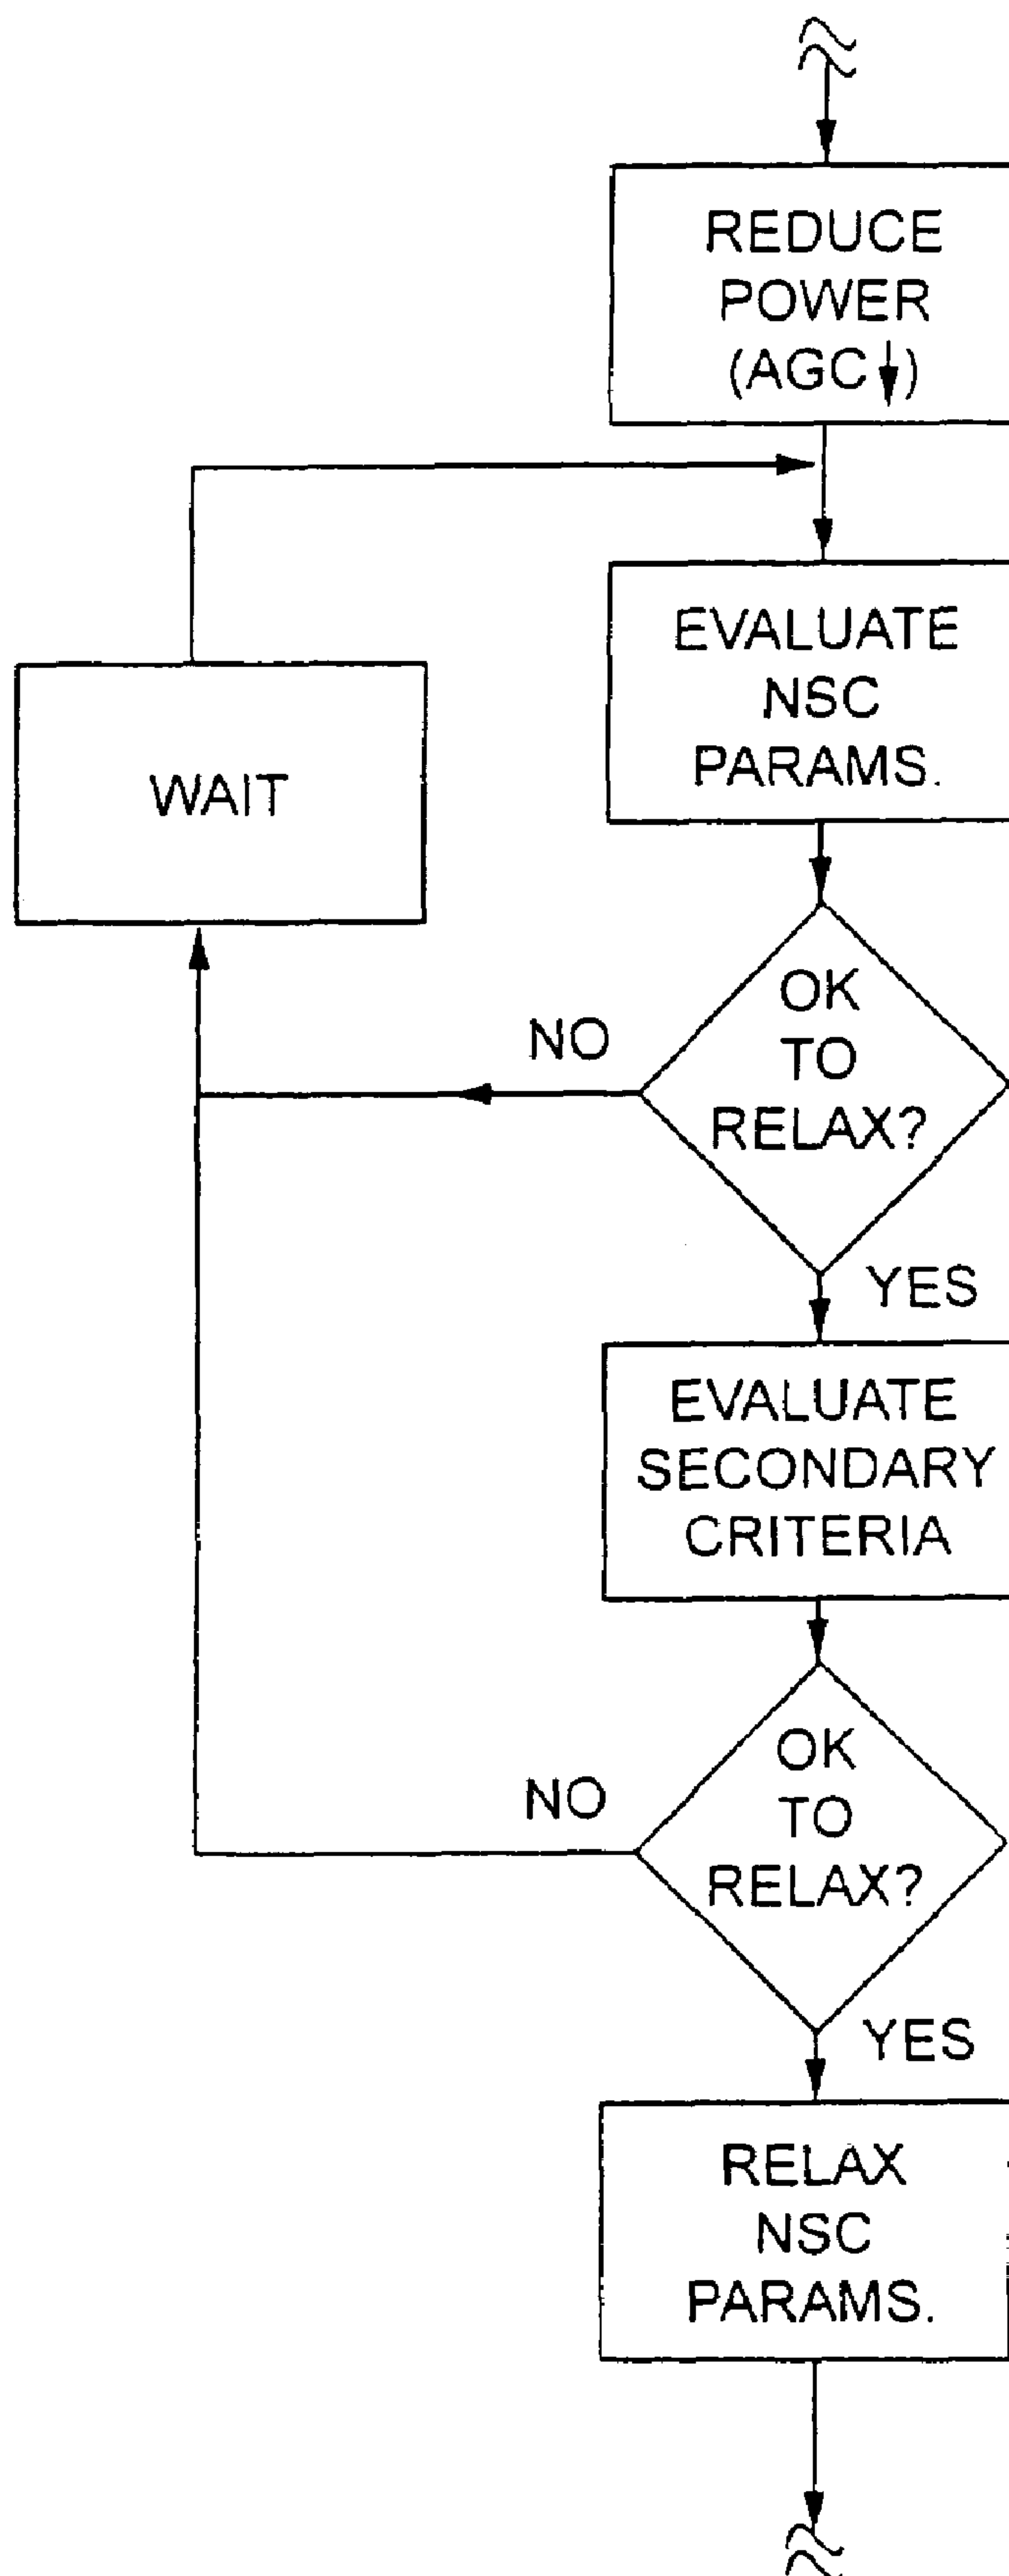 REDUCE
POWER
(AGC↓)
EVALUATE
NSC
PARAMS.
WAIT
OK
TO
RELAX?
NO
YES
EVALUATE
SECONDARY
CRITERIA
OK
TO
RELAX?
NO
YES
RELAX
NSC
PARAMS.